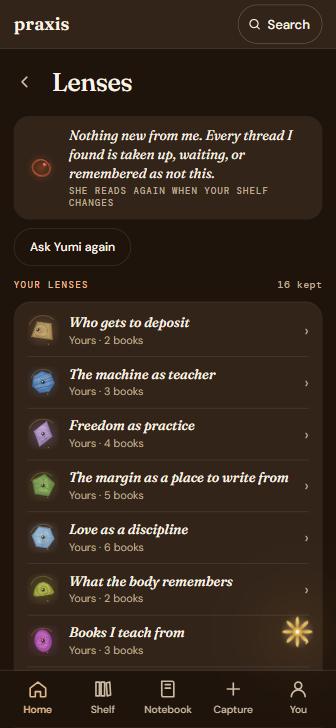 praxis
Search
Lenses
Nothing new from me. Every thread I
found is taken up, waiting, or
remembered as not this.
SHE READS AGAIN WHEN YOUR SHELF
CHANGES
Ask Yumi again
YOUR LENSES
16 kept
Who gets to deposit
Yours · 2 books
The machine as teacher
Yours · 3 books
Freedom as practice
Yours · 4 books
The margin as a place to write from
Yours · 5 books
Love as a discipline
Yours · 6 books
What the body remembers
Yours · 2 books
Books I teach from
Yours · 3 books
Home
Shelf
Notebook
Capture
You